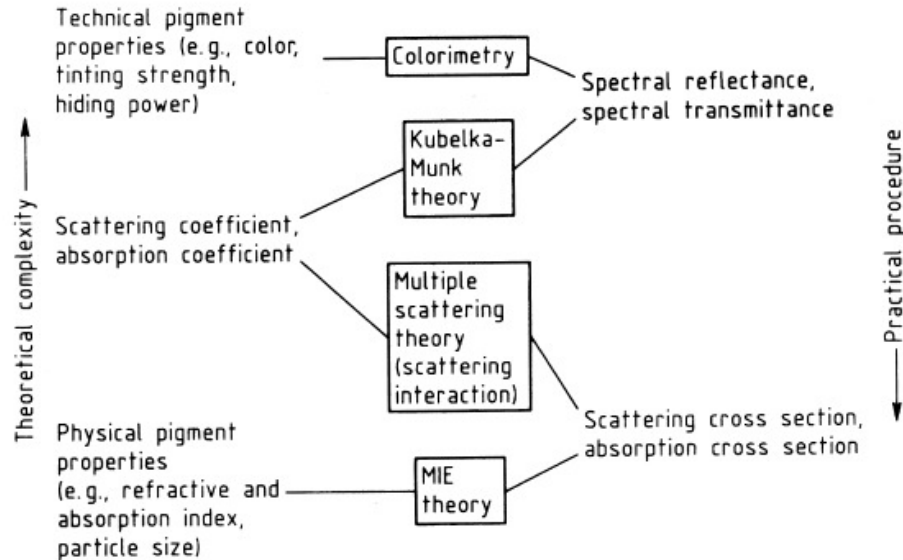 Technical pigment
properties (e.g., color,
tinting strength,
hiding power)
Colorimetry
Spectral reflectance,
spectral transmittance
Kubelka-
Munk
theory
Scattering coefficient,
absorption coefficient
Multiple
scattering
theory
(scattering
interaction)
Scattering cross section,
absorption cross section
Physical pigment
properties
(e.g., refractive and
absorption index,
particle size)
MIE
theory
Theoretical complexity
Practical procedure